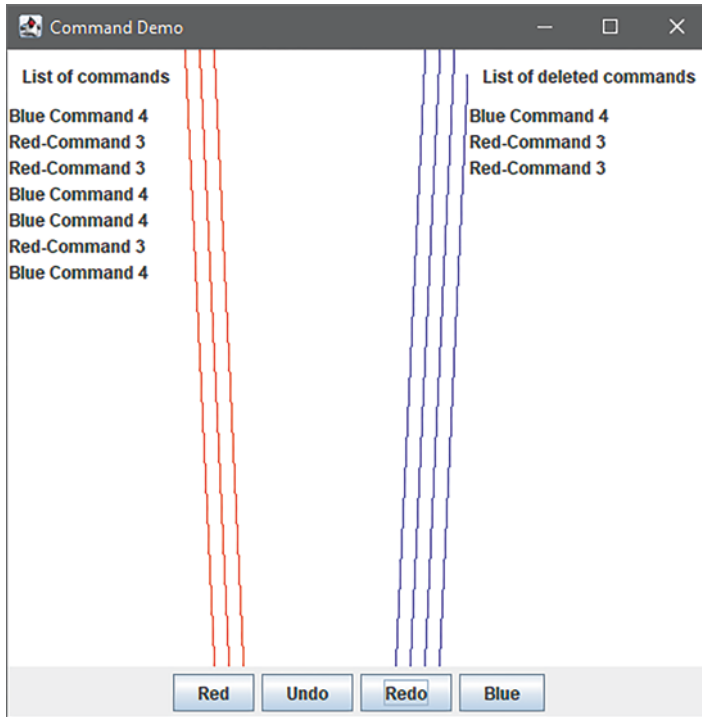 Command Demo
List of commands
Blue Command 4
Red-Command 3
Red-Command 3
Blue Command 4
Blue Command 4
Red-Command 3
Blue Command 4
List of deleted commands
Blue Command 4
Red-Command 3
Red-Command 3
Red
Undo
Redo
Blue